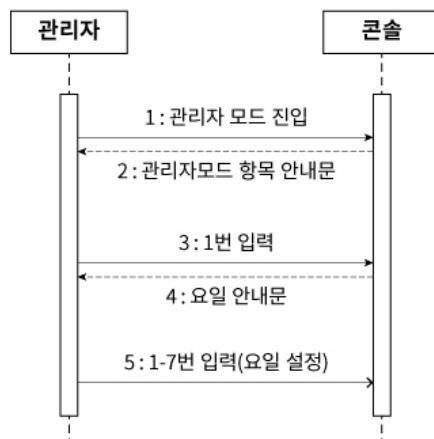 관리자
콘솔
1 : 관리자 모드 진입
2 : 관리자모드 항목 안내문
3 : 1번 입력
4 : 요일 안내문
5 : 1-7번 입력(요일 설정)